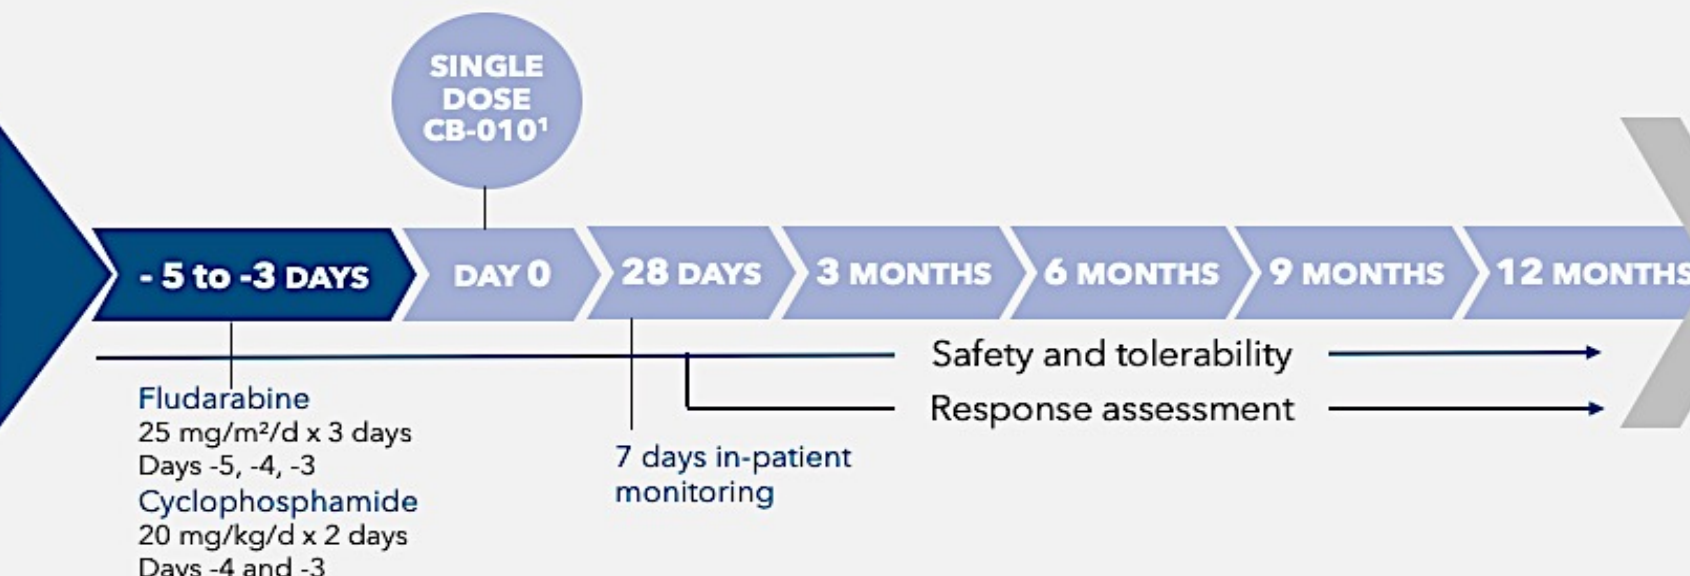 SINGLE
DOSE
CB-010¹
- 5 to -3 DAYS
DAY 0
28 DAYS
3 MONTHS
6 MONTHS
9 MONTHS
12 MONTHS
Safety and tolerability
Response assessment
Fludarabine
25 mg/m²/d x 3 days
Days -5, -4, -3
Cyclophosphamide
20 mg/kg/d x 2 days
Days -4 and -3
7 days in-patient
monitoring